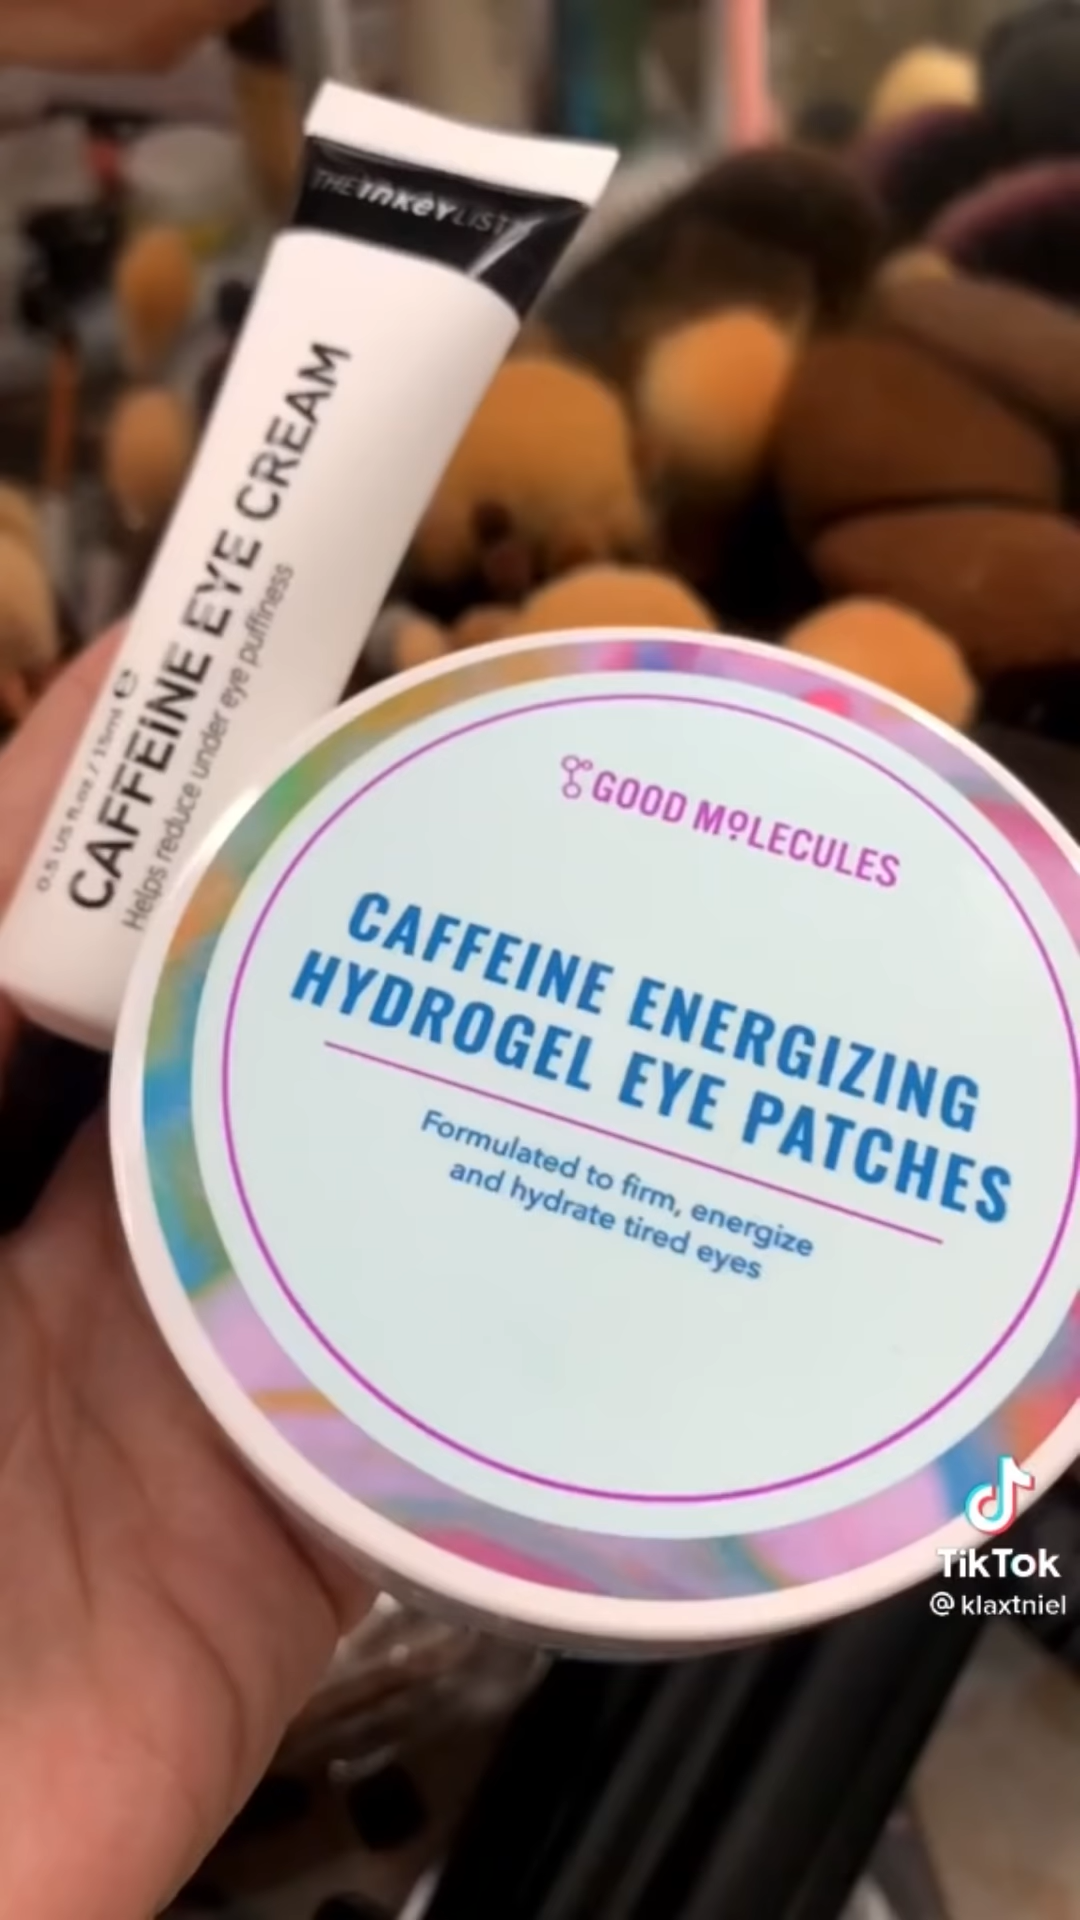 THE INKEY LIST
CAFFEINE EYE CREAM
Helps reduce under eye puffiness
0.5 US fl.oz / 15ml ℮
GOOD MOLECULES
CAFFEINE ENERGIZING
HYDROGEL EYE PATCHES
Formulated to firm, energize
and hydrate tired eyes
TikTok
@klaxtniel